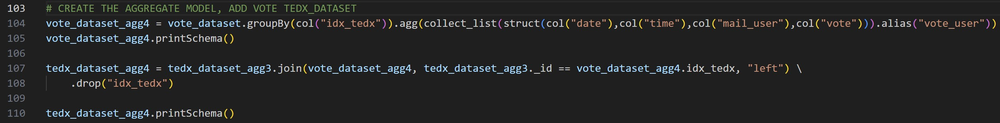 103 # CREATE THE AGGREGATE MODEL, ADD VOTE TEDX_DATASET
104 vote_dataset_agg4 = vote_dataset.groupBy(col("idx_tedx")).agg(collect_list(struct(col("date"),col("time"),col("mail_user"),col("vote"))).alias("vote_user"))
105 vote_dataset_agg4.printSchema()
106
107 tedx_dataset_agg4 = tedx_dataset_agg3.join(vote_dataset_agg4, tedx_dataset_agg3._id == vote_dataset_agg4.idx_tedx, "left") \
108     .drop("idx_tedx")
109
110 tedx_dataset_agg4.printSchema()